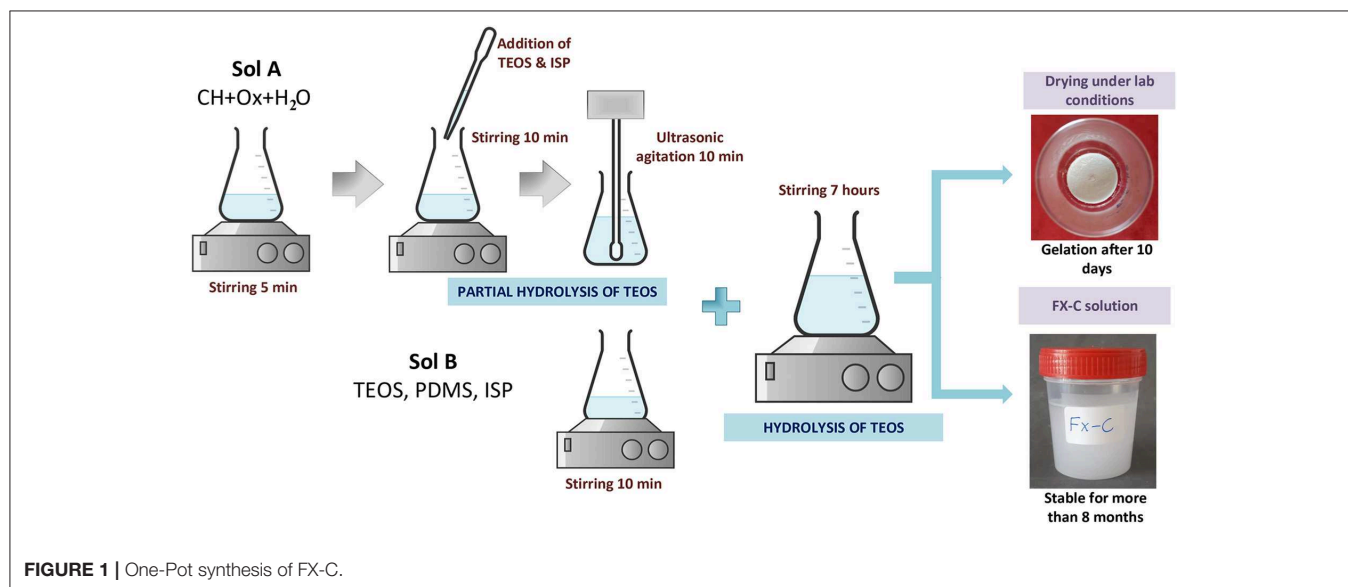 Sol A
CH+Ox+H₂O
Stirring 5 min
Addition of
TEOS & ISP
Stirring 10 min
Ultrasonic
agitation 10 min
PARTIAL HYDROLYSIS OF TEOS
Sol B
TEOS, PDMS, ISP
Stirring 10 min
Stirring 7 hours
HYDROLYSIS OF TEOS
Drying under lab
conditions
Gelation after 10
days
FX-C solution
Fx-C
Stable for more
than 8 months
FIGURE 1 | One-Pot synthesis of FX-C.